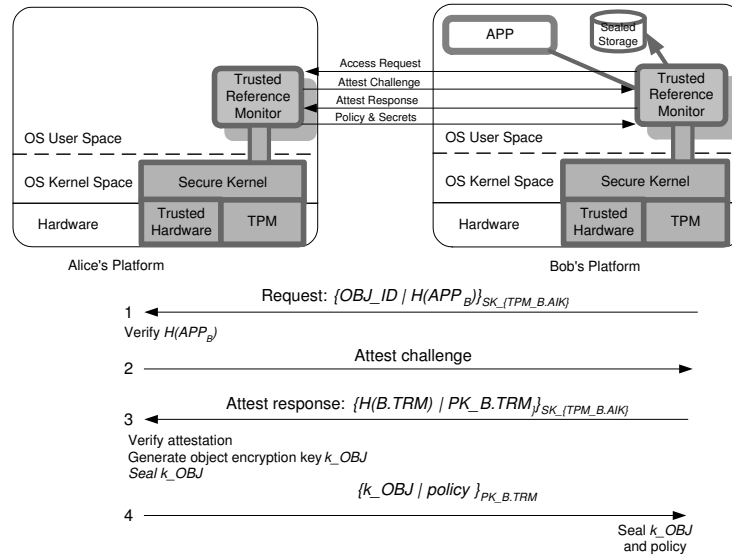 APP
Sealed
Storage
Trusted
Reference
Monitor
Access Request
Attest Challenge
Attest Response
Policy & Secrets
Trusted
Reference
Monitor
OS User Space
OS User Space
OS Kernel Space
Secure Kernel
OS Kernel Space
Secure Kernel
Hardware
Trusted
Hardware
TPM
Hardware
Trusted
Hardware
TPM
Alice's Platform
Bob's Platform
Request: {OBJ_ID | H(APP_B)}_SK_{TPM_B.AIK}
1
Verify H(APP_B)
Attest challenge
2
Attest response: {H(B.TRM) | PK_B.TRM_}}_SK_{TPM_B.AIK}
3
Verify attestation
Generate object encryption key k_OBJ
Seal k_OBJ
{k_OBJ | policy }_PK_B.TRM
4
Seal k_OBJ
and policy